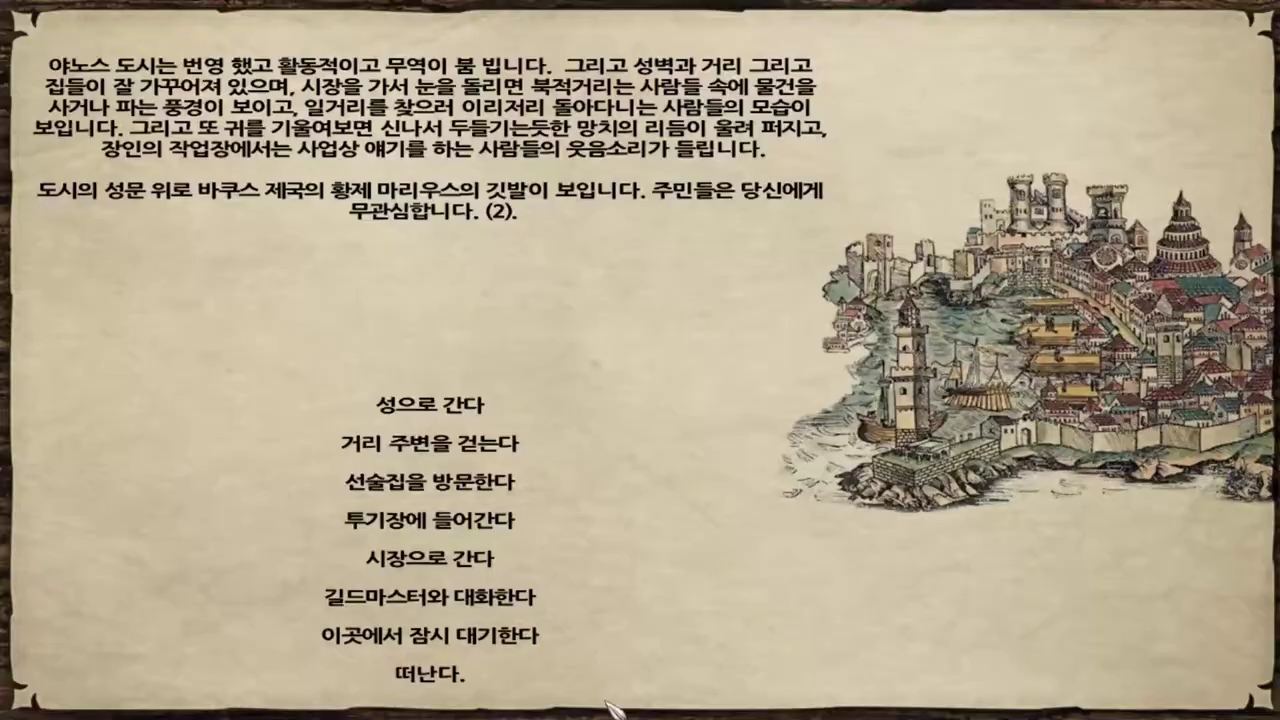 야노스 도시는 번영 했고 활동적이고 무역이 붐 빕니다. 그리고 성벽과 거리 그리고
집들이 잘 가꾸어져 있으며, 시장을 가서 눈을 돌리면 북적거리는 사람들 속에 물건을
사거나 파는 풍경이 보이고, 일거리를 찾으러 이리저리 돌아다니는 사람들의 모습이
보입니다. 그리고 또 귀를 기울여보면 신나서 두들기는듯한 망치의 리듬이 울려 퍼지고,
장인의 작업장에서는 사업상 얘기를 하는 사람들의 웃음소리가 들립니다.
도시의 성문 위로 바쿠스 제국의 황제 마리우스의 깃발이 보입니다. 주민들은 당신에게
무관심합니다. (2).
성으로 간다
거리 주변을 걷는다
선술집을 방문한다
투기장에 들어간다
시장으로 간다
길드마스터와 대화한다
이곳에서 잠시 대기한다
떠난다.